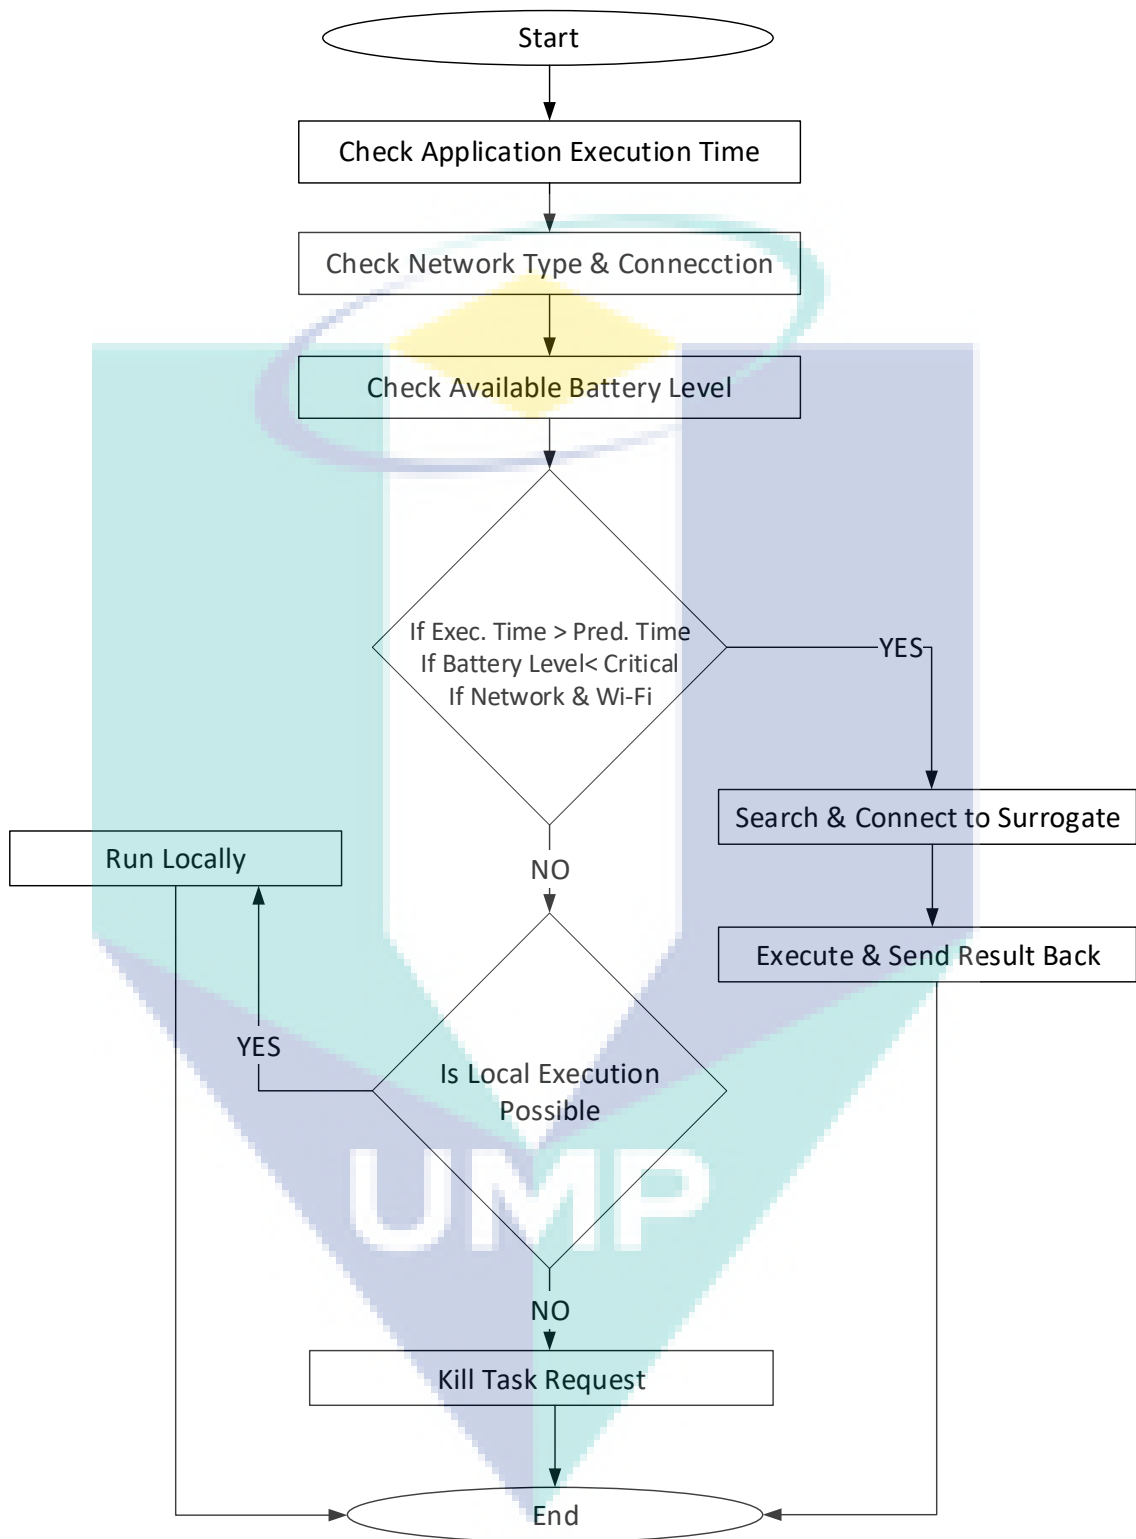 Start
Check Application Execution Time
Check Network Type & Connecction
Check Available Battery Level
If Exec. Time > Pred. Time
If Battery Level< Critical
If Network & Wi-Fi
YES
Search & Connect to Surrogate
Run Locally
NO
Execute & Send Result Back
YES
Is Local Execution
Possible
UMP
NO
Kill Task Request
End